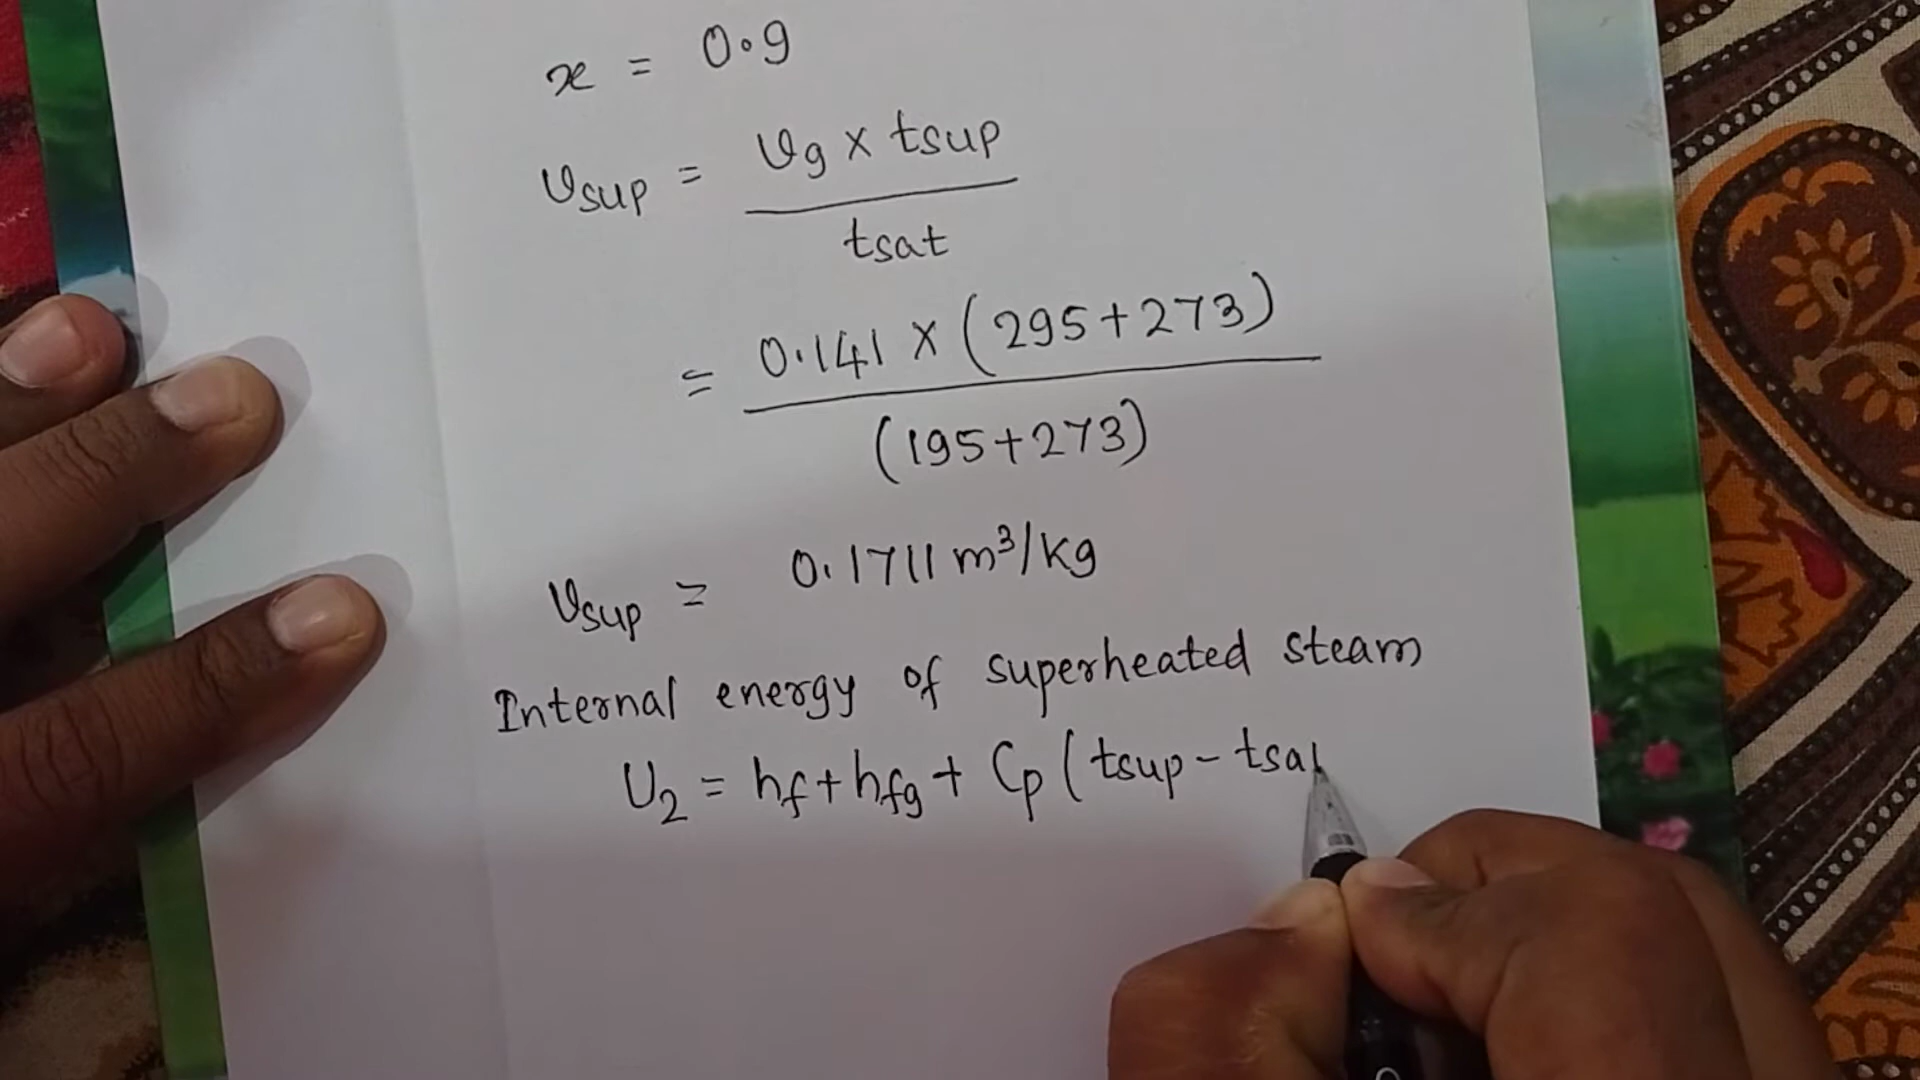 x = 0.9
Vsup = Vg x tsup
tsat
= 0.141 x (295+273)
(195+273)
Vsup = 0.1711 m³/kg
Internal energy of superheated steam
U₂ = hf + hfg + Cp (tsup - tsat